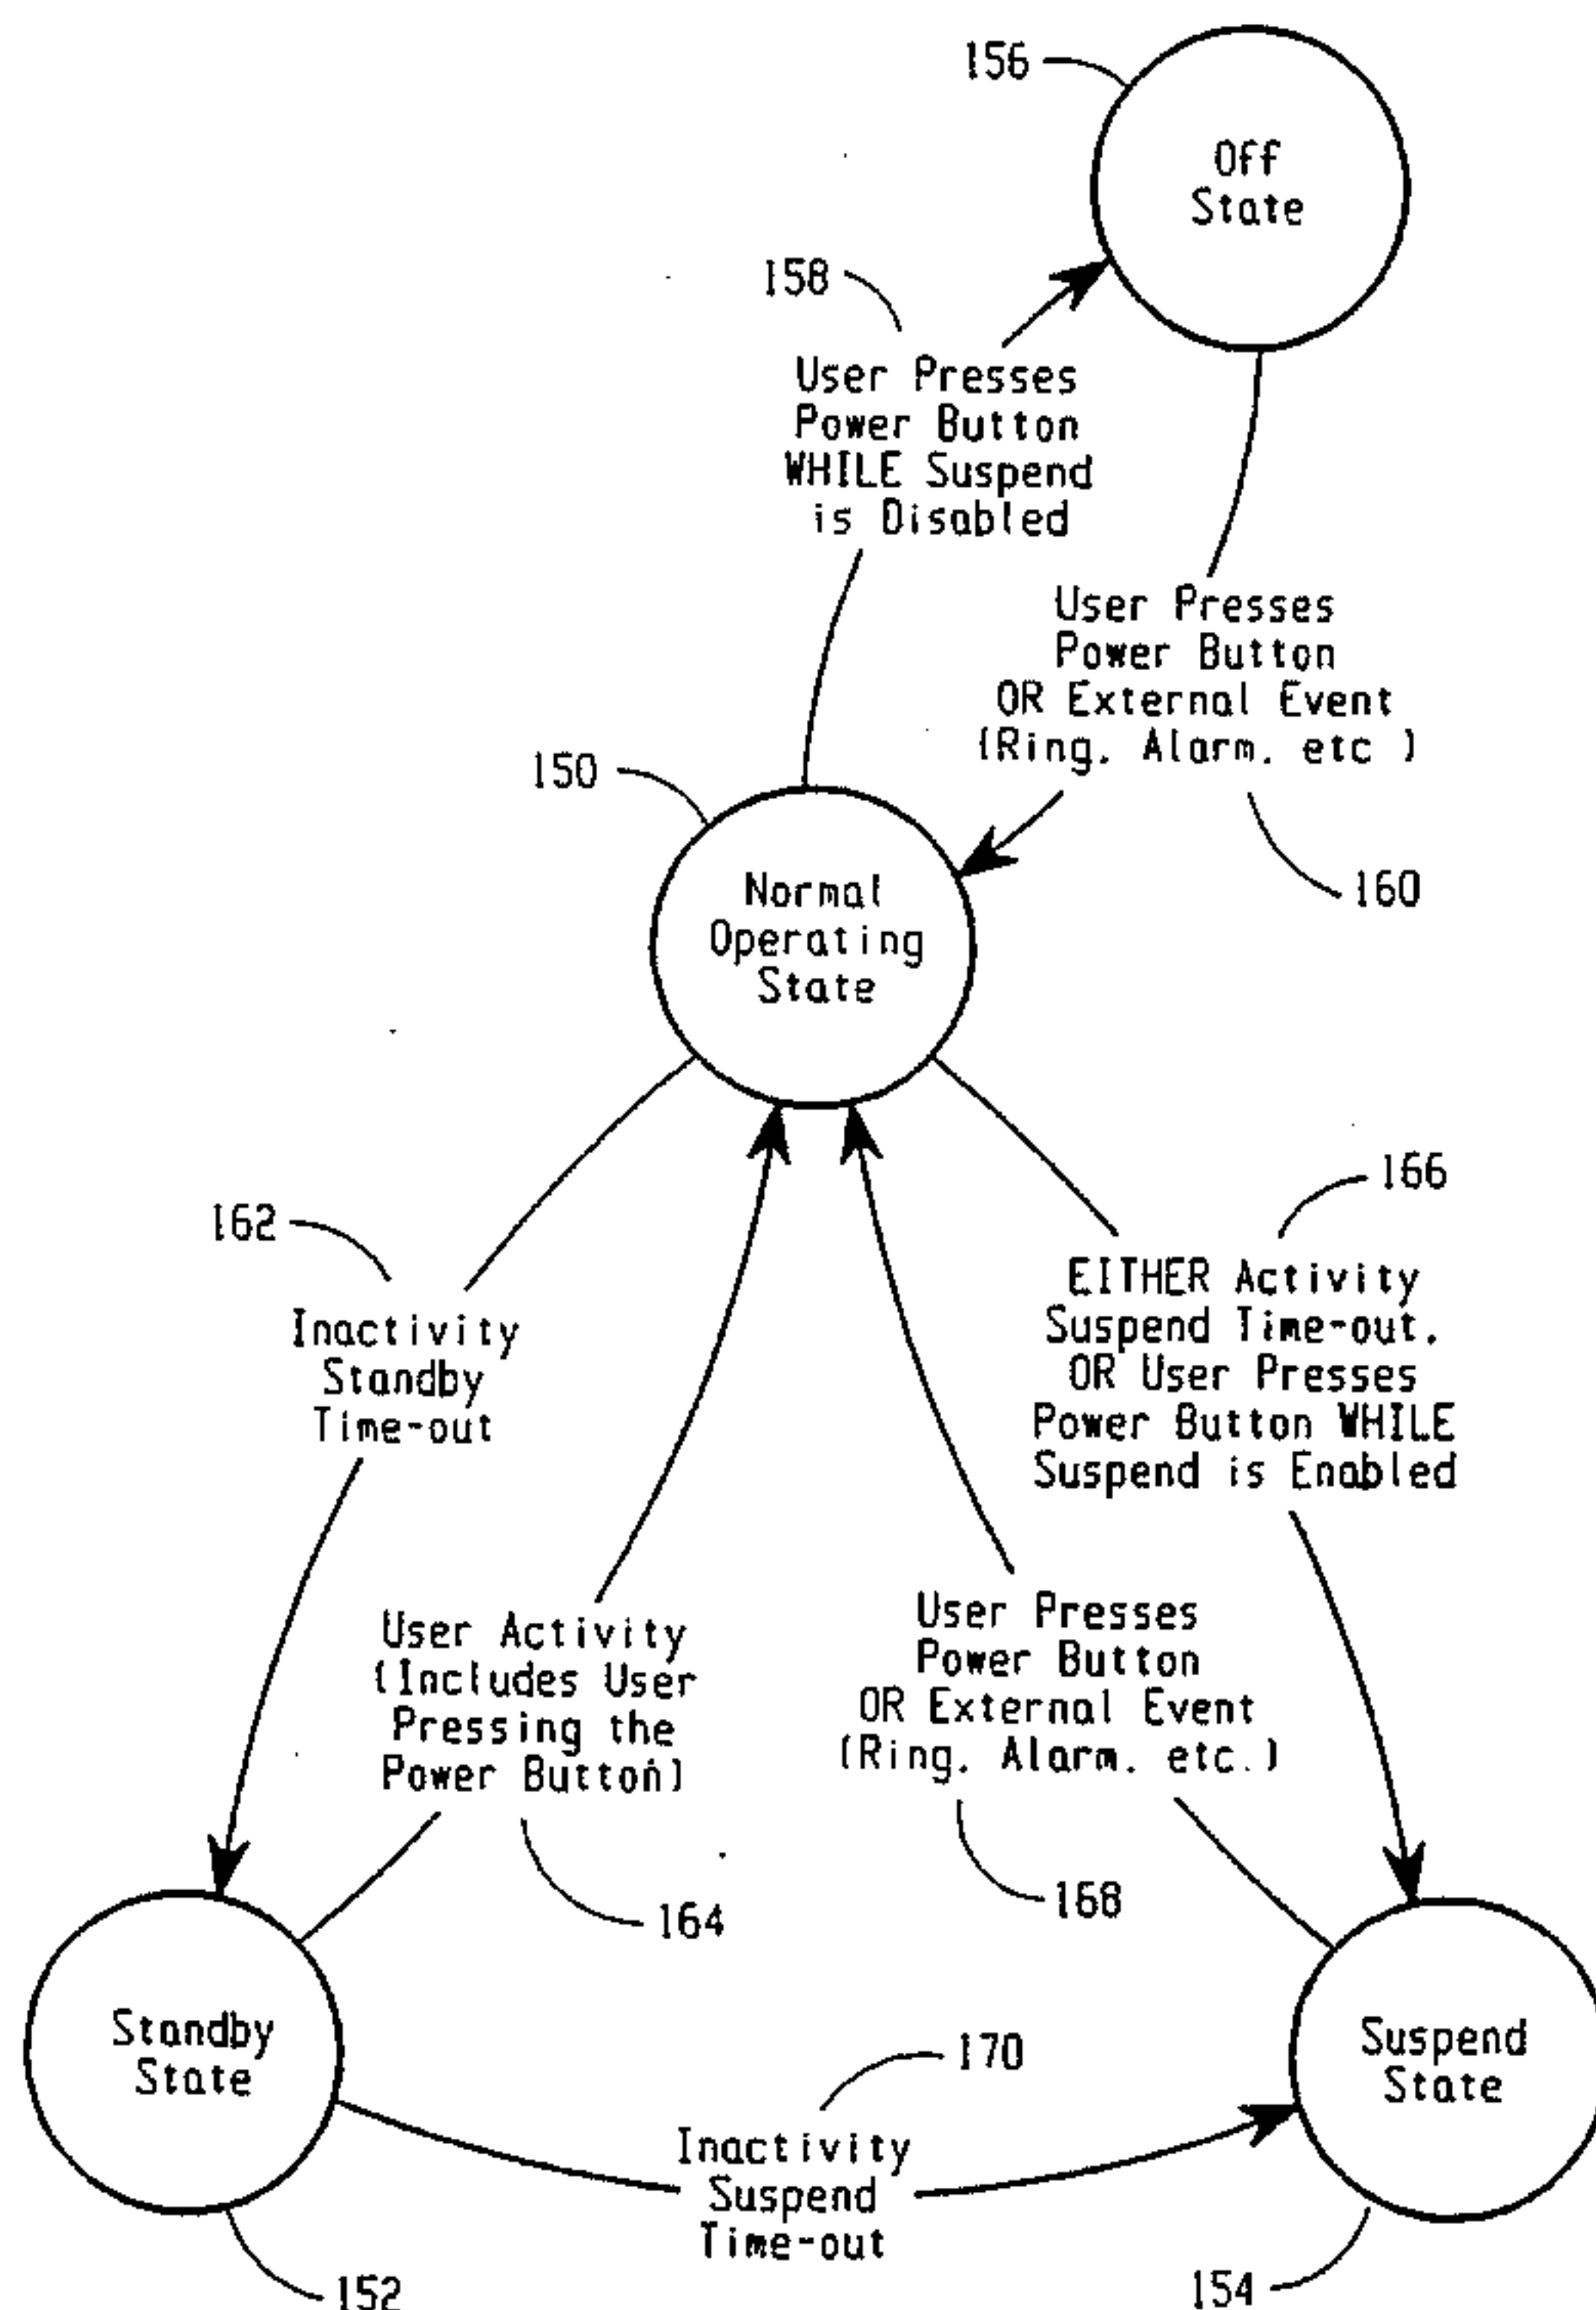 156
Off
State
158
User Presses
Power Button
WHILE Suspend
is Disabled
User Presses
Power Button
OR External Event
(Ring, Alarm, etc )
150
160
Normal
Operating
State
166
162
EITHER Activity
Suspend Time-out,
OR User Presses
Power Button WHILE
Suspend is Enabled
Inactivity
Standby
Time-out
User Activity
(Includes User
Pressing the
Power Button)
User Presses
Power Button
OR External Event
(Ring, Alarm, etc.)
164
168
Standby
State
170
Suspend
State
Inactivity
Suspend
Time-out
152
154